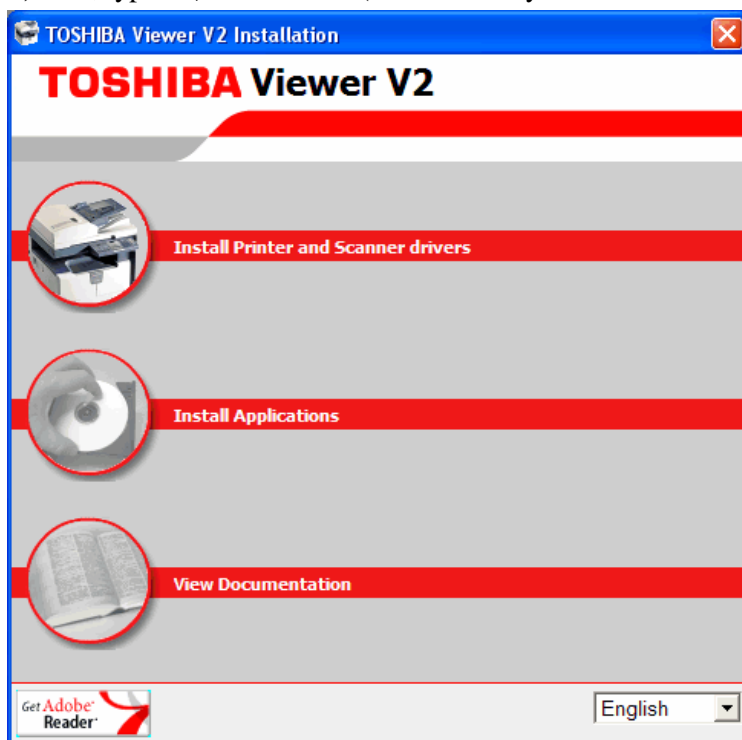 TOSHIBA Viewer V2 Installation
TOSHIBA Viewer V2
Install Printer and Scanner drivers
Install Applications
View Documentation
Get Adobe
Reader
English